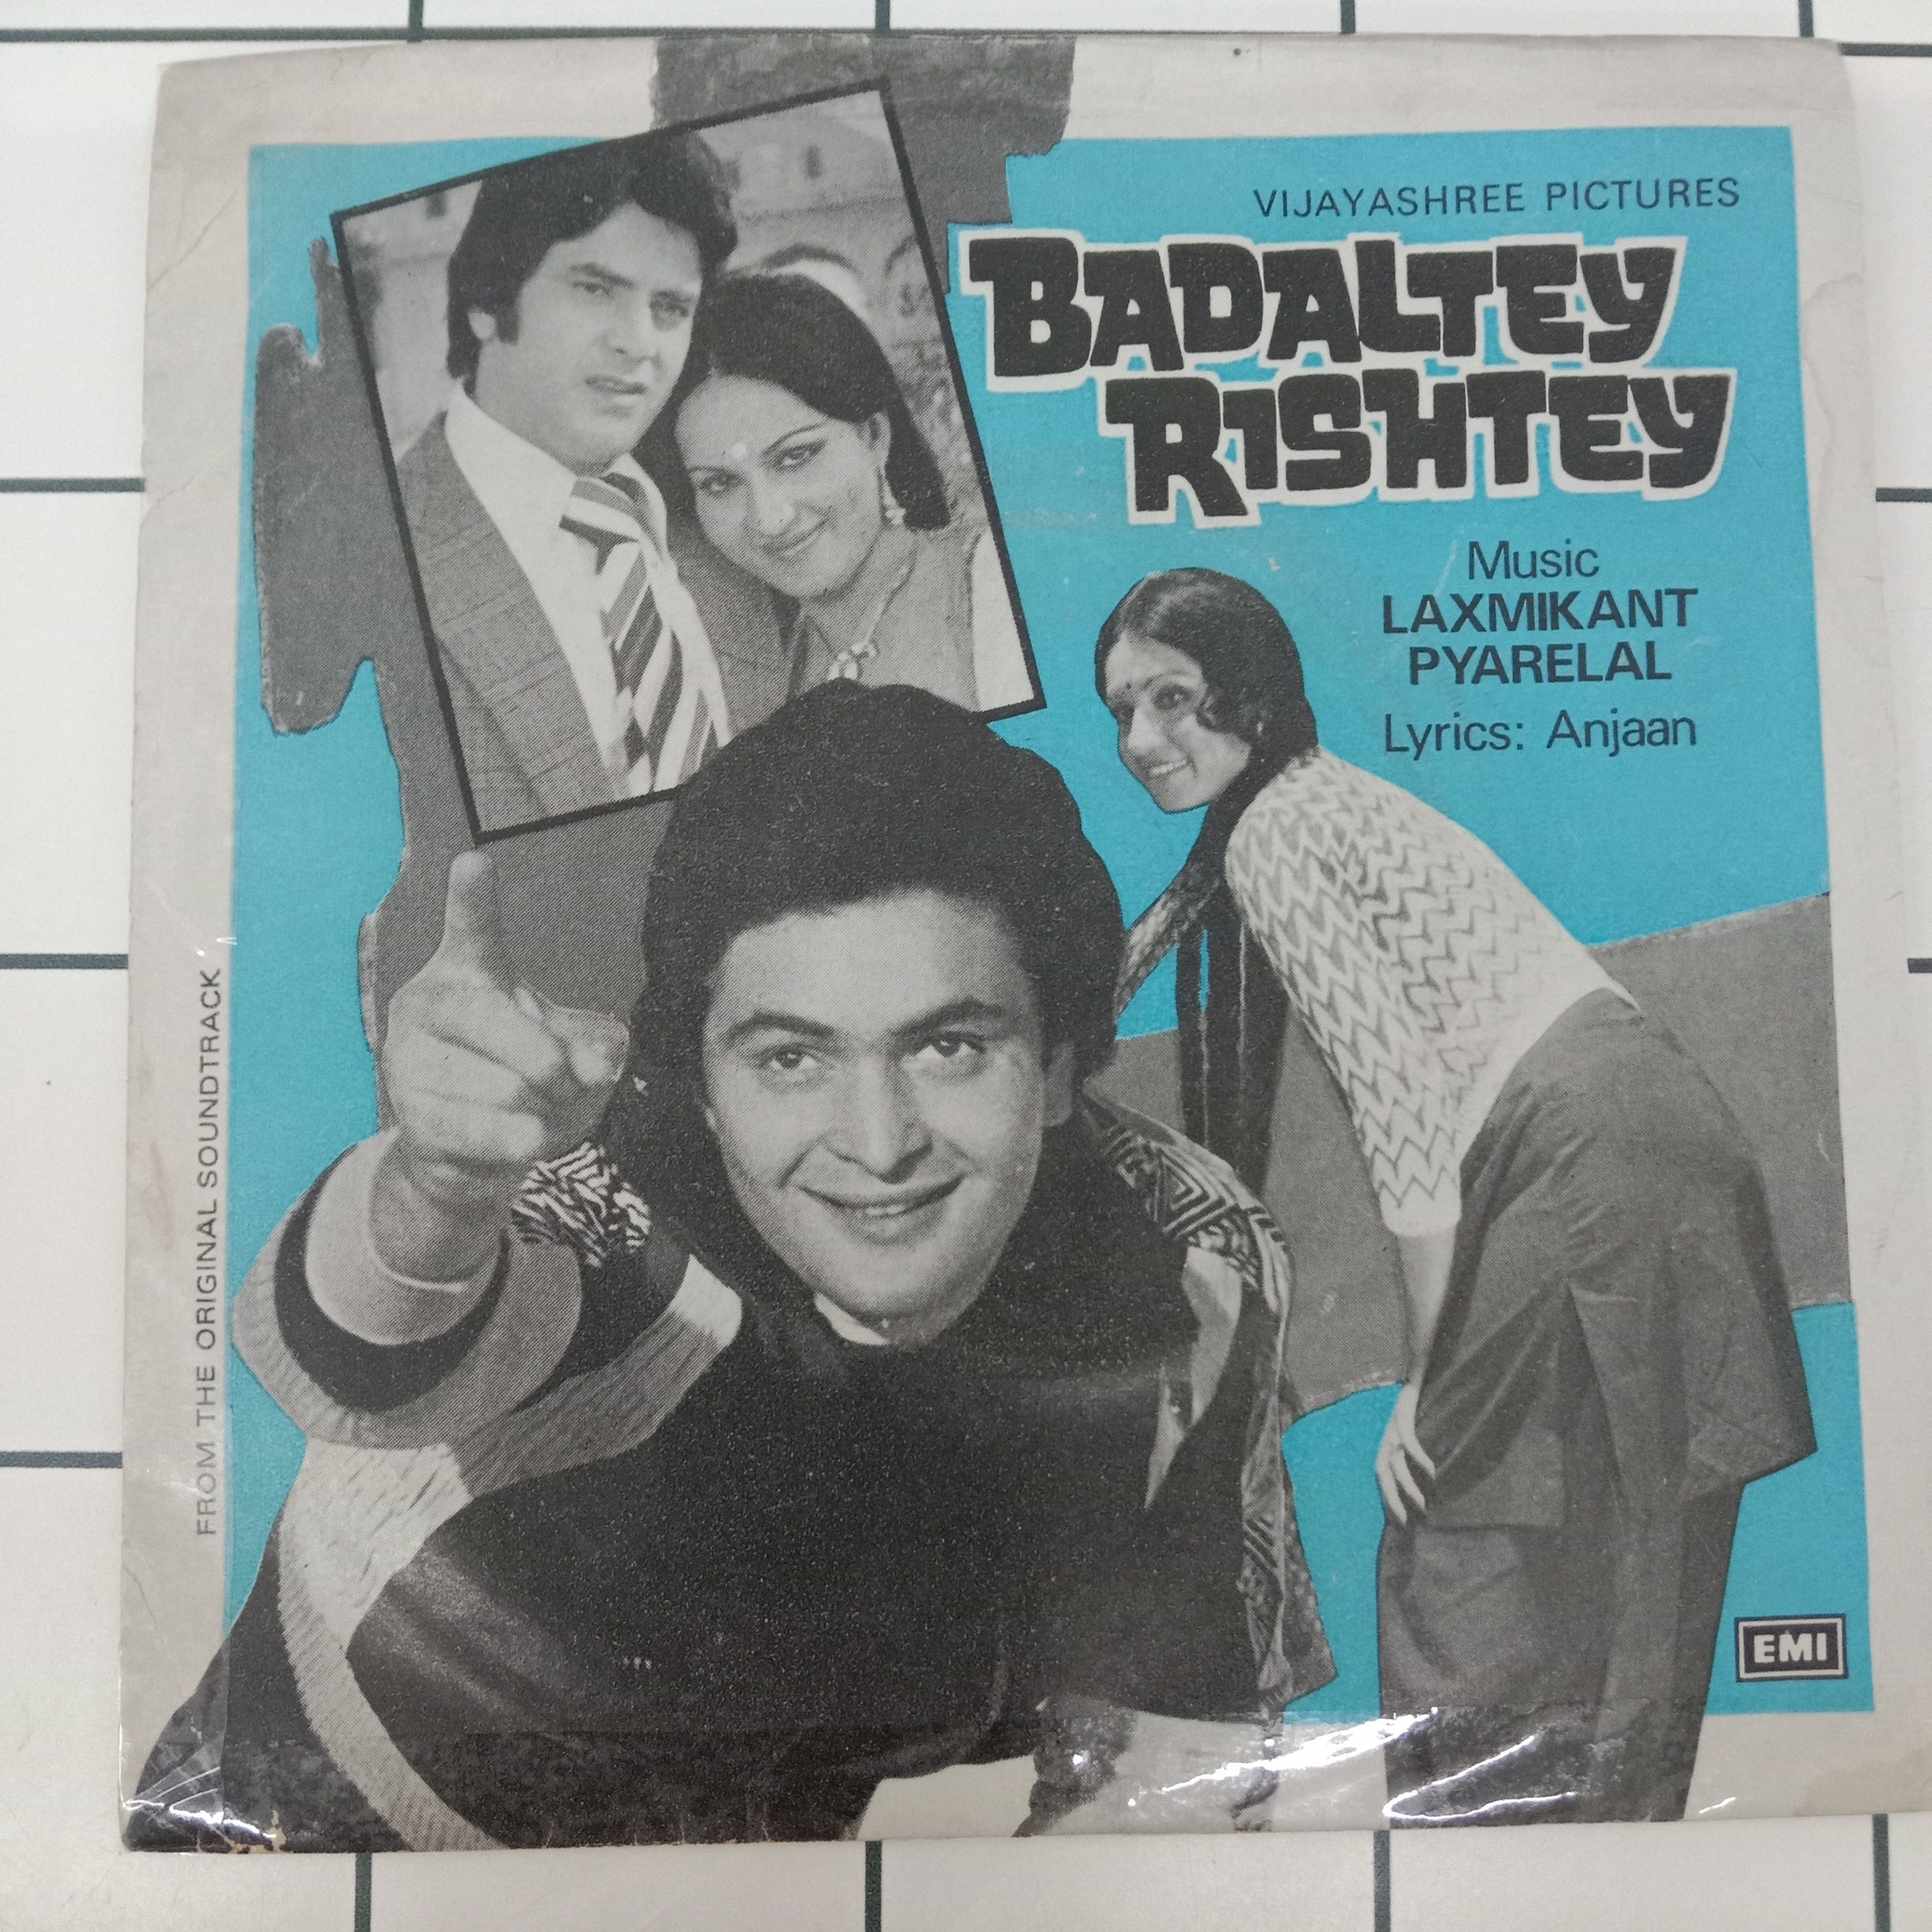 VIJAYASHREE PICTURES
BADALTEY
RISHTEY
Music
LAXMIKANT
PYARELAL
Lyrics: Anjaan
FROM THE ORIGINAL SOUNDTRACK
EMI